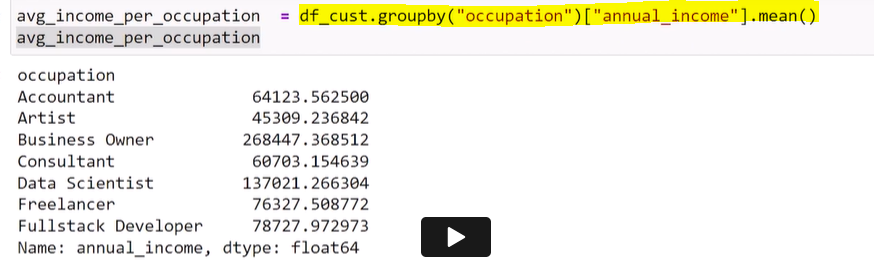 avg_income_per_occupation = df_cust.groupby("occupation")["annual_income"].mean()
avg_income_per_occupation
occupation
Accountant 64123.562500
Artist 45309.236842
Business Owner 268447.368512
Consultant 60703.154639
Data Scientist 137021.266304
Freelancer 76327.508772
Fullstack Developer 78727.972973
Name: annual_income, dtype: float64